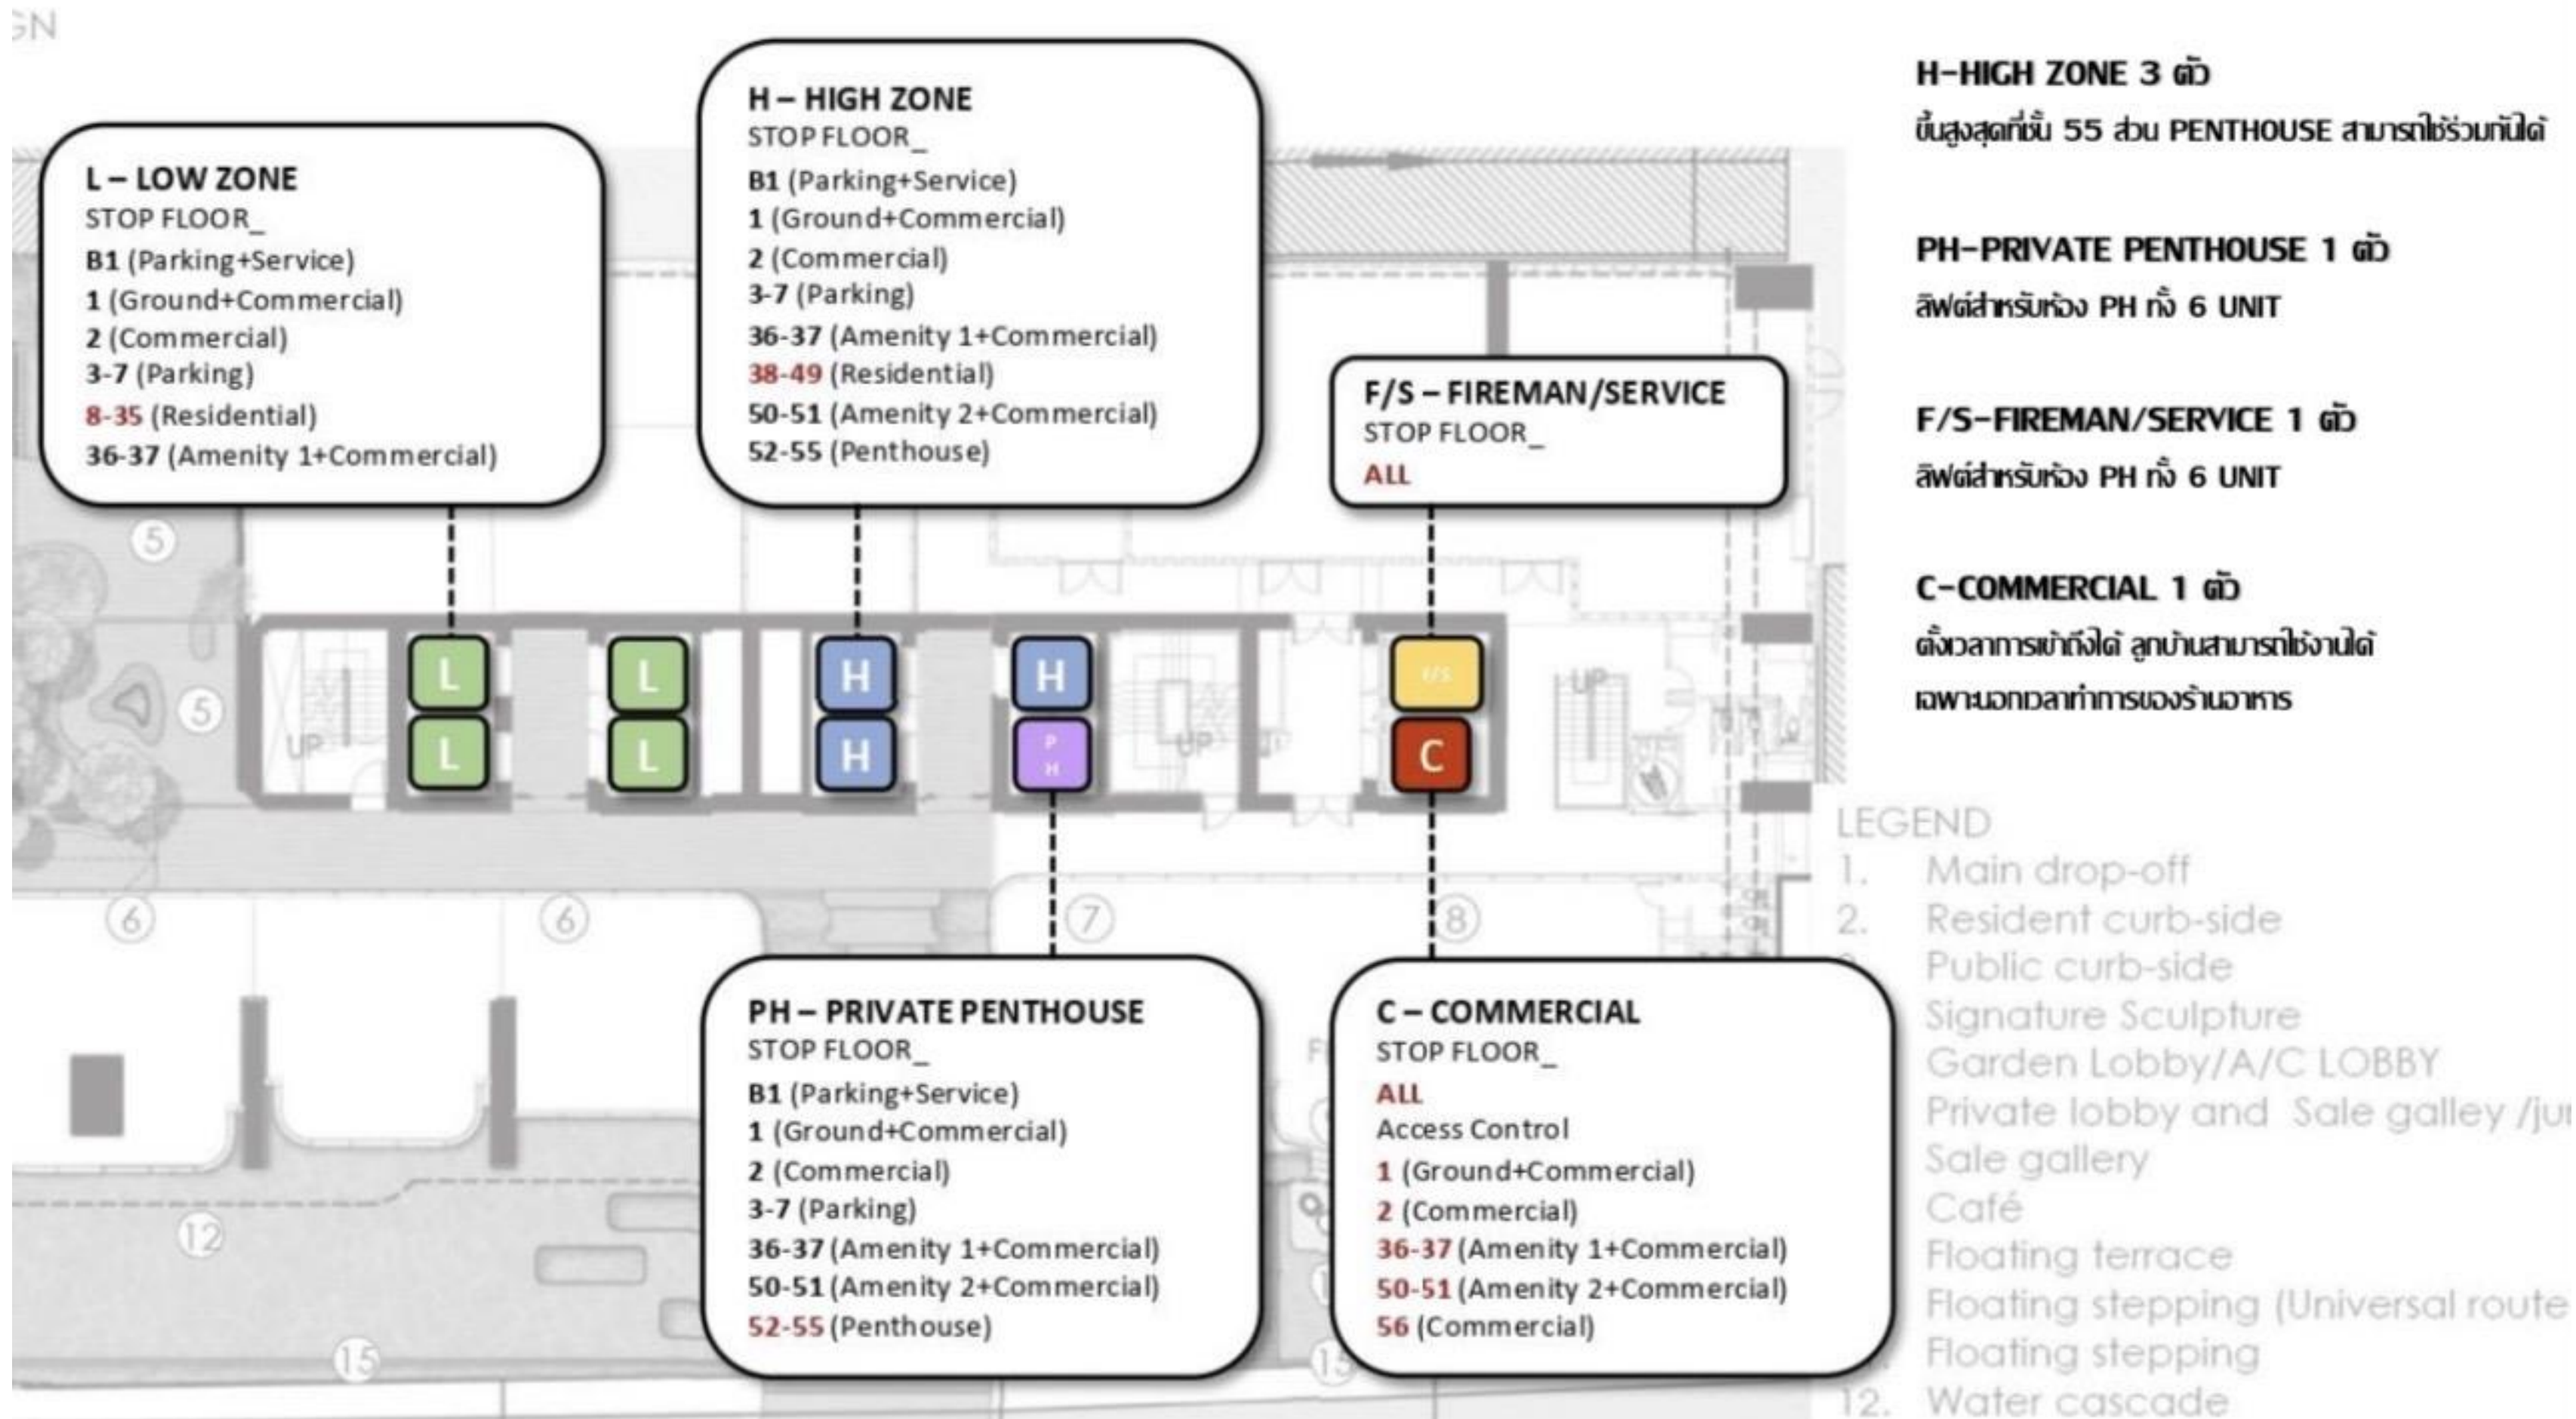 L – LOW ZONE
STOP FLOOR_
B1 (Parking+Service)
1 (Ground+Commercial)
2 (Commercial)
3-7 (Parking)
8-35 (Residential)
36-37 (Amenity 1+Commercial)
H – HIGH ZONE
STOP FLOOR_
B1 (Parking+Service)
1 (Ground+Commercial)
2 (Commercial)
3-7 (Parking)
36-37 (Amenity 1+Commercial)
38-49 (Residential)
50-51 (Amenity 2+Commercial)
52-55 (Penthouse)
F/S – FIREMAN/SERVICE
STOP FLOOR_
ALL
H-HIGH ZONE 3 ตัว
ขึ้นสูงสุดที่ชั้น 55 ส่วน PENTHOUSE สามารถใช้ร่วมกันได้
PH-PRIVATE PENTHOUSE 1 ตัว
ลิฟต์สำหรับห้อง PH ทั้ง 6 UNIT
F/S-FIREMAN/SERVICE 1 ตัว
ลิฟต์สำหรับห้อง PH ทั้ง 6 UNIT
C-COMMERCIAL 1 ตัว
ตั้งเวลาการเข้าถึงได้ ลูกบ้านสามารถใช้งานได้
เฉพาะนอกเวลาทำการของร้านอาหาร
5
5
UP
L
L
L
L
H
H
H
P
H
UP
F/S
C
UP
6
6
7
8
12
15
15
PH – PRIVATE PENTHOUSE
STOP FLOOR_
B1 (Parking+Service)
1 (Ground+Commercial)
2 (Commercial)
3-7 (Parking)
36-37 (Amenity 1+Commercial)
50-51 (Amenity 2+Commercial)
52-55 (Penthouse)
C – COMMERCIAL
STOP FLOOR_
ALL
Access Control
1 (Ground+Commercial)
2 (Commercial)
36-37 (Amenity 1+Commercial)
50-51 (Amenity 2+Commercial)
56 (Commercial)
LEGEND
1. Main drop-off
2. Resident curb-side
Public curb-side
Signature Sculpture
Garden Lobby/A/C LOBBY
Private lobby and Sale galley /
Sale gallery
Café
Floating terrace
Floating stepping (Universal route
Floating stepping
12. Water cascade